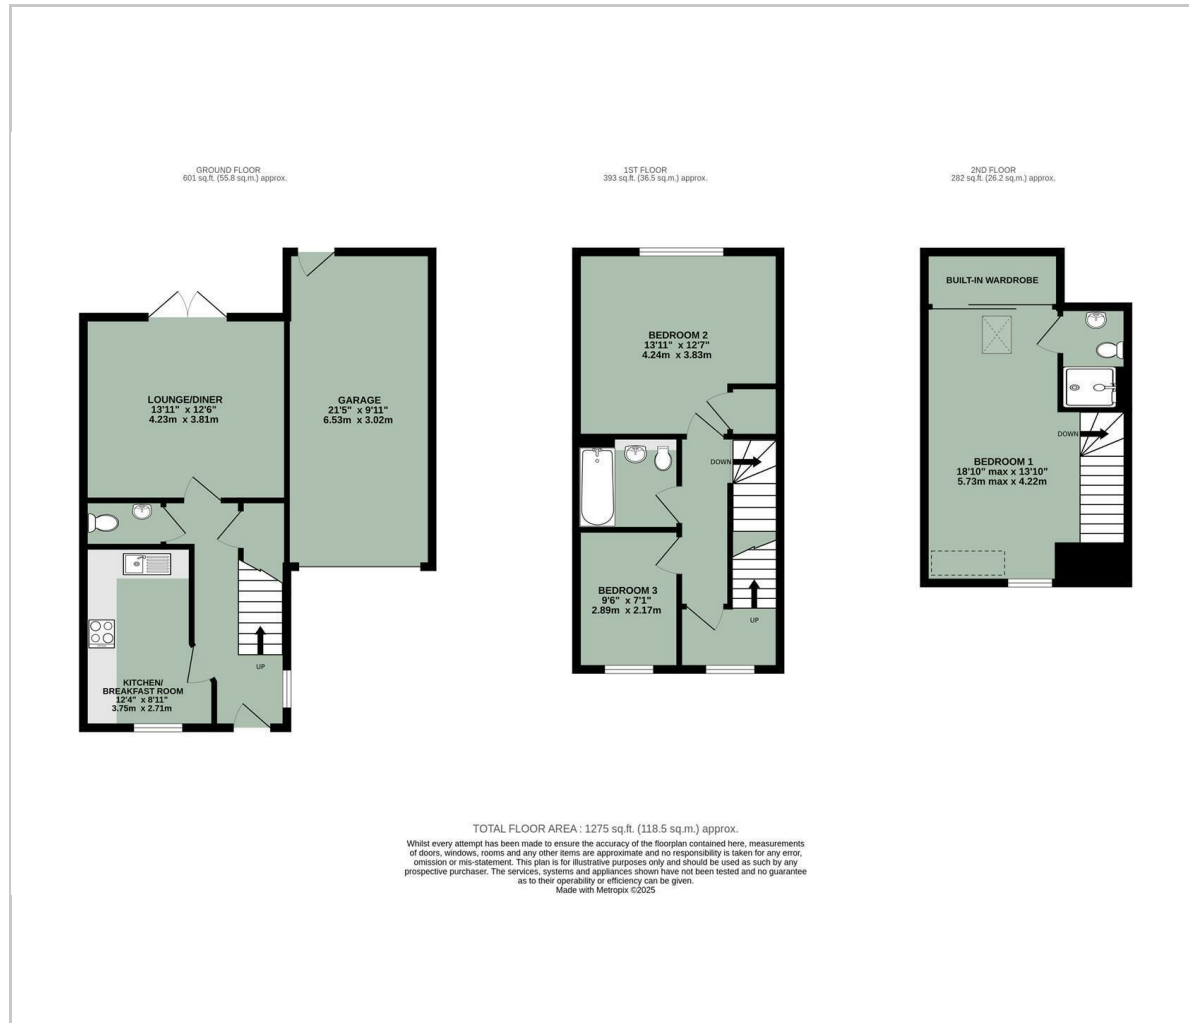 GROUND FLOOR
601 sq.ft. (55.8 sq.m.) approx.
1ST FLOOR
393 sq.ft. (36.5 sq.m.) approx.
2ND FLOOR
282 sq.ft. (26.2 sq.m.) approx.
LOUNGE/DINER
13'11" x 12'6"
4.23m x 3.81m
GARAGE
21'5" x 9'11"
6.53m x 3.02m
KITCHEN/
BREAKFAST ROOM
12'4" x 8'11"
3.75m x 2.71m
UP
BEDROOM 2
13'11" x 12'7"
4.24m x 3.83m
DOWN
BEDROOM 3
9'6" x 7'1"
2.89m x 2.17m
UP
BUILT-IN WARDROBE
DOWN
BEDROOM 1
18'10" max x 13'10"
5.73m max x 4.22m
TOTAL FLOOR AREA : 1275 sq.ft. (118.5 sq.m.) approx.
Whilst every attempt has been made to ensure the accuracy of the floorplan contained here, measurements
of doors, windows, rooms and any other items are approximate and no responsibility is taken for any error,
omission or mis-statement. This plan is for illustrative purposes only and should be used as such by any
prospective purchaser. The services, systems and appliances shown have not been tested and no guarantee
as to their operability or efficiency can be given.
Made with Metropix ©2025